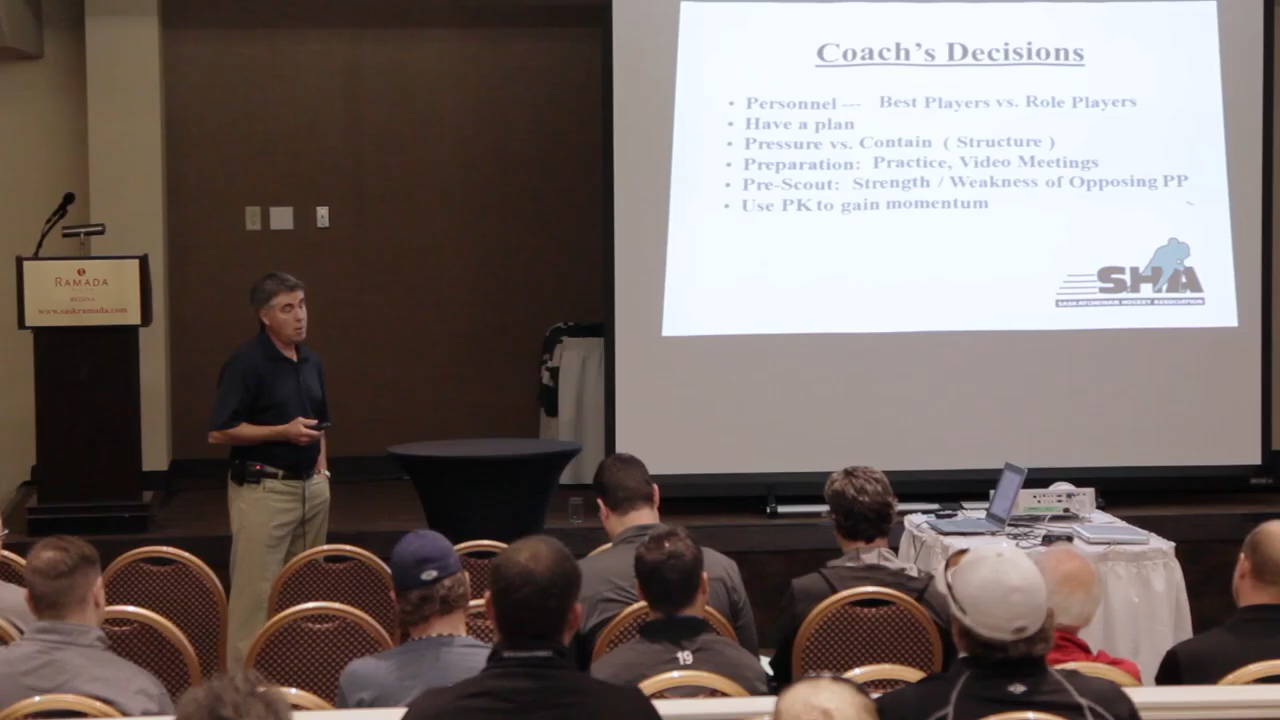 Coach's Decisions
• Personnel --- Best Players vs. Role Players
• Have a plan
• Pressure vs. Contain ( Structure )
• Preparation: Practice, Video Meetings
• Pre-Scout: Strength / Weakness of Opposing PP
• Use PK to gain momentum
SHA
SASKATCHEWAN HOCKEY ASSOCIATION
RAMADA
REGINA
www.saskramada.com
19